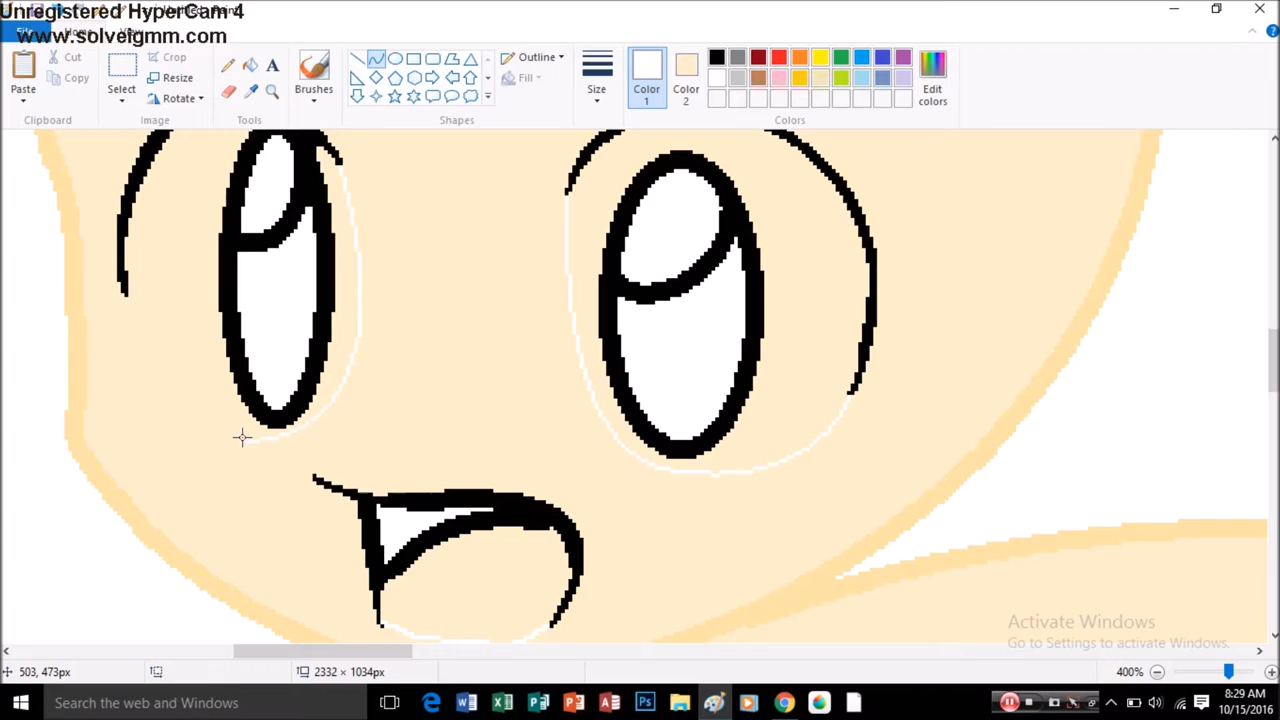 Unregistered HyperCam 4
www.solveigmm.com
File
Paste
Cut
Copy
Clipboard
Select
Crop
Resize
Rotate
Image
A
Tools
Brushes
Outline
Fill
Shapes
Size
Color 1
Color 2
Edit colors
Colors
Activate Windows
Go to Settings to activate Windows.
503, 473px
2332 × 1034px
400%
Search the web and Windows
8:29 AM
10/15/2016